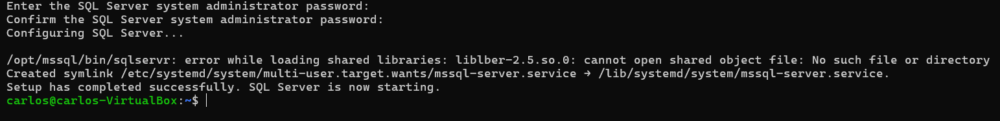 Enter the SQL Server system administrator password:
Confirm the SQL Server system administrator password:
Configuring SQL Server...
/opt/mssql/bin/sqlservr: error while loading shared libraries: liblber-2.5.so.0: cannot open shared object file: No such file or directory
Created symlink /etc/systemd/system/multi-user.target.wants/mssql-server.service → /lib/systemd/system/mssql-server.service.
Setup has completed successfully. SQL Server is now starting.
carlos@carlos-VirtualBox:~$